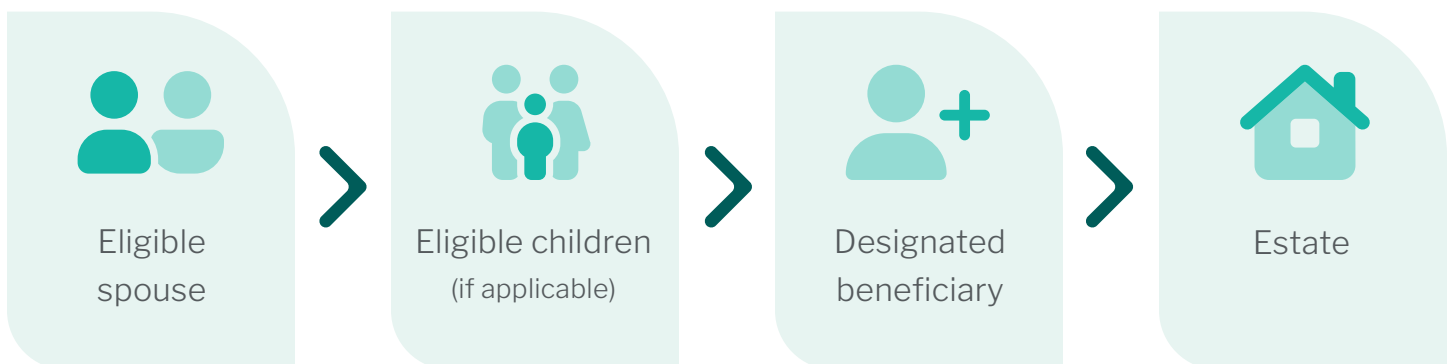 Eligible
spouse
Eligible children
(if applicable)
Designated
beneficiary
Estate